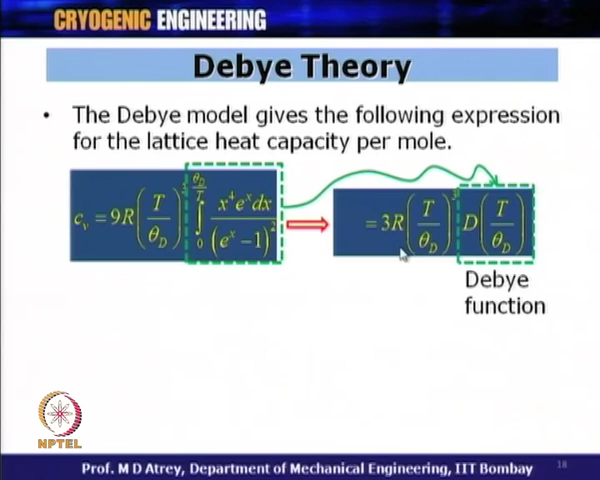 CRYOGENIC ENGINEERING
Debye Theory
• The Debye model gives the following expression
for the lattice heat capacity per mole.
c_v = 9R(T/θ_D)^3 ∫_0^{θ_D/T} x^4 e^x dx/(e^x − 1)^2
= 3R(T/θ_D)^3 D(T/θ_D)
Debye
function
NPTEL
Prof. M D Atrey, Department of Mechanical Engineering, IIT Bombay 18